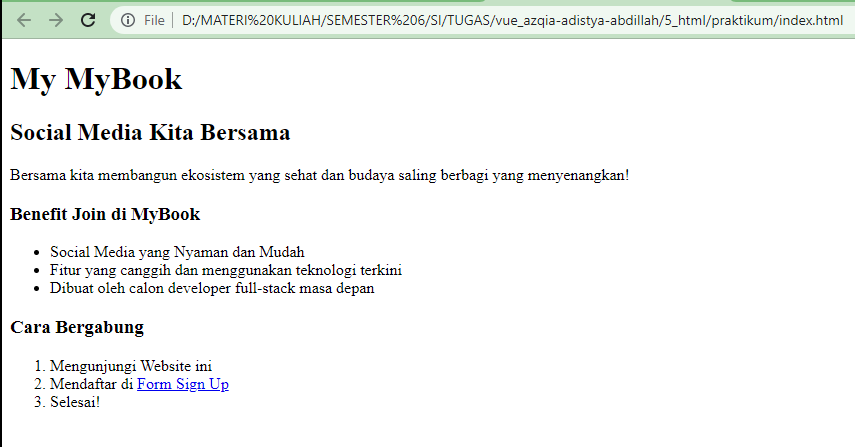 File D:/MATERI%20KULIAH/SEMESTER%206/SI/TUGAS/vue_azqia-adistya-abdillah/5_html/praktikum/index.html
My MyBook
Social Media Kita Bersama
Bersama kita membangun ekosistem yang sehat dan budaya saling berbagi yang menyenangkan!
Benefit Join di MyBook
• Social Media yang Nyaman dan Mudah
• Fitur yang canggih dan menggunakan teknologi terkini
• Dibuat oleh calon developer full-stack masa depan
Cara Bergabung
1. Mengunjungi Website ini
2. Mendaftar di Form Sign Up
3. Selesai!